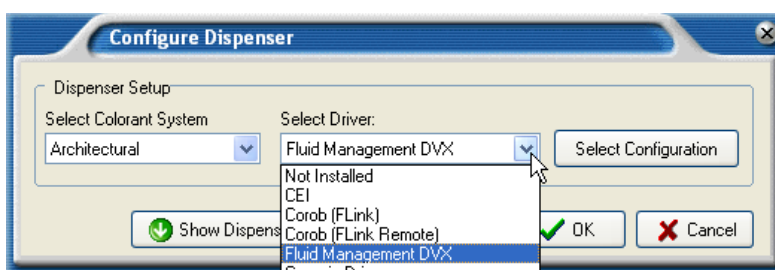 Configure Dispenser
Dispenser Setup
Select Colorant System
Select Driver:
Architectural
Fluid Management DVX
Select Configuration
Not Installed
CEI
Corob (FLink)
Corob (FLink Remote)
Fluid Management DVX
Show
OK
Cancel